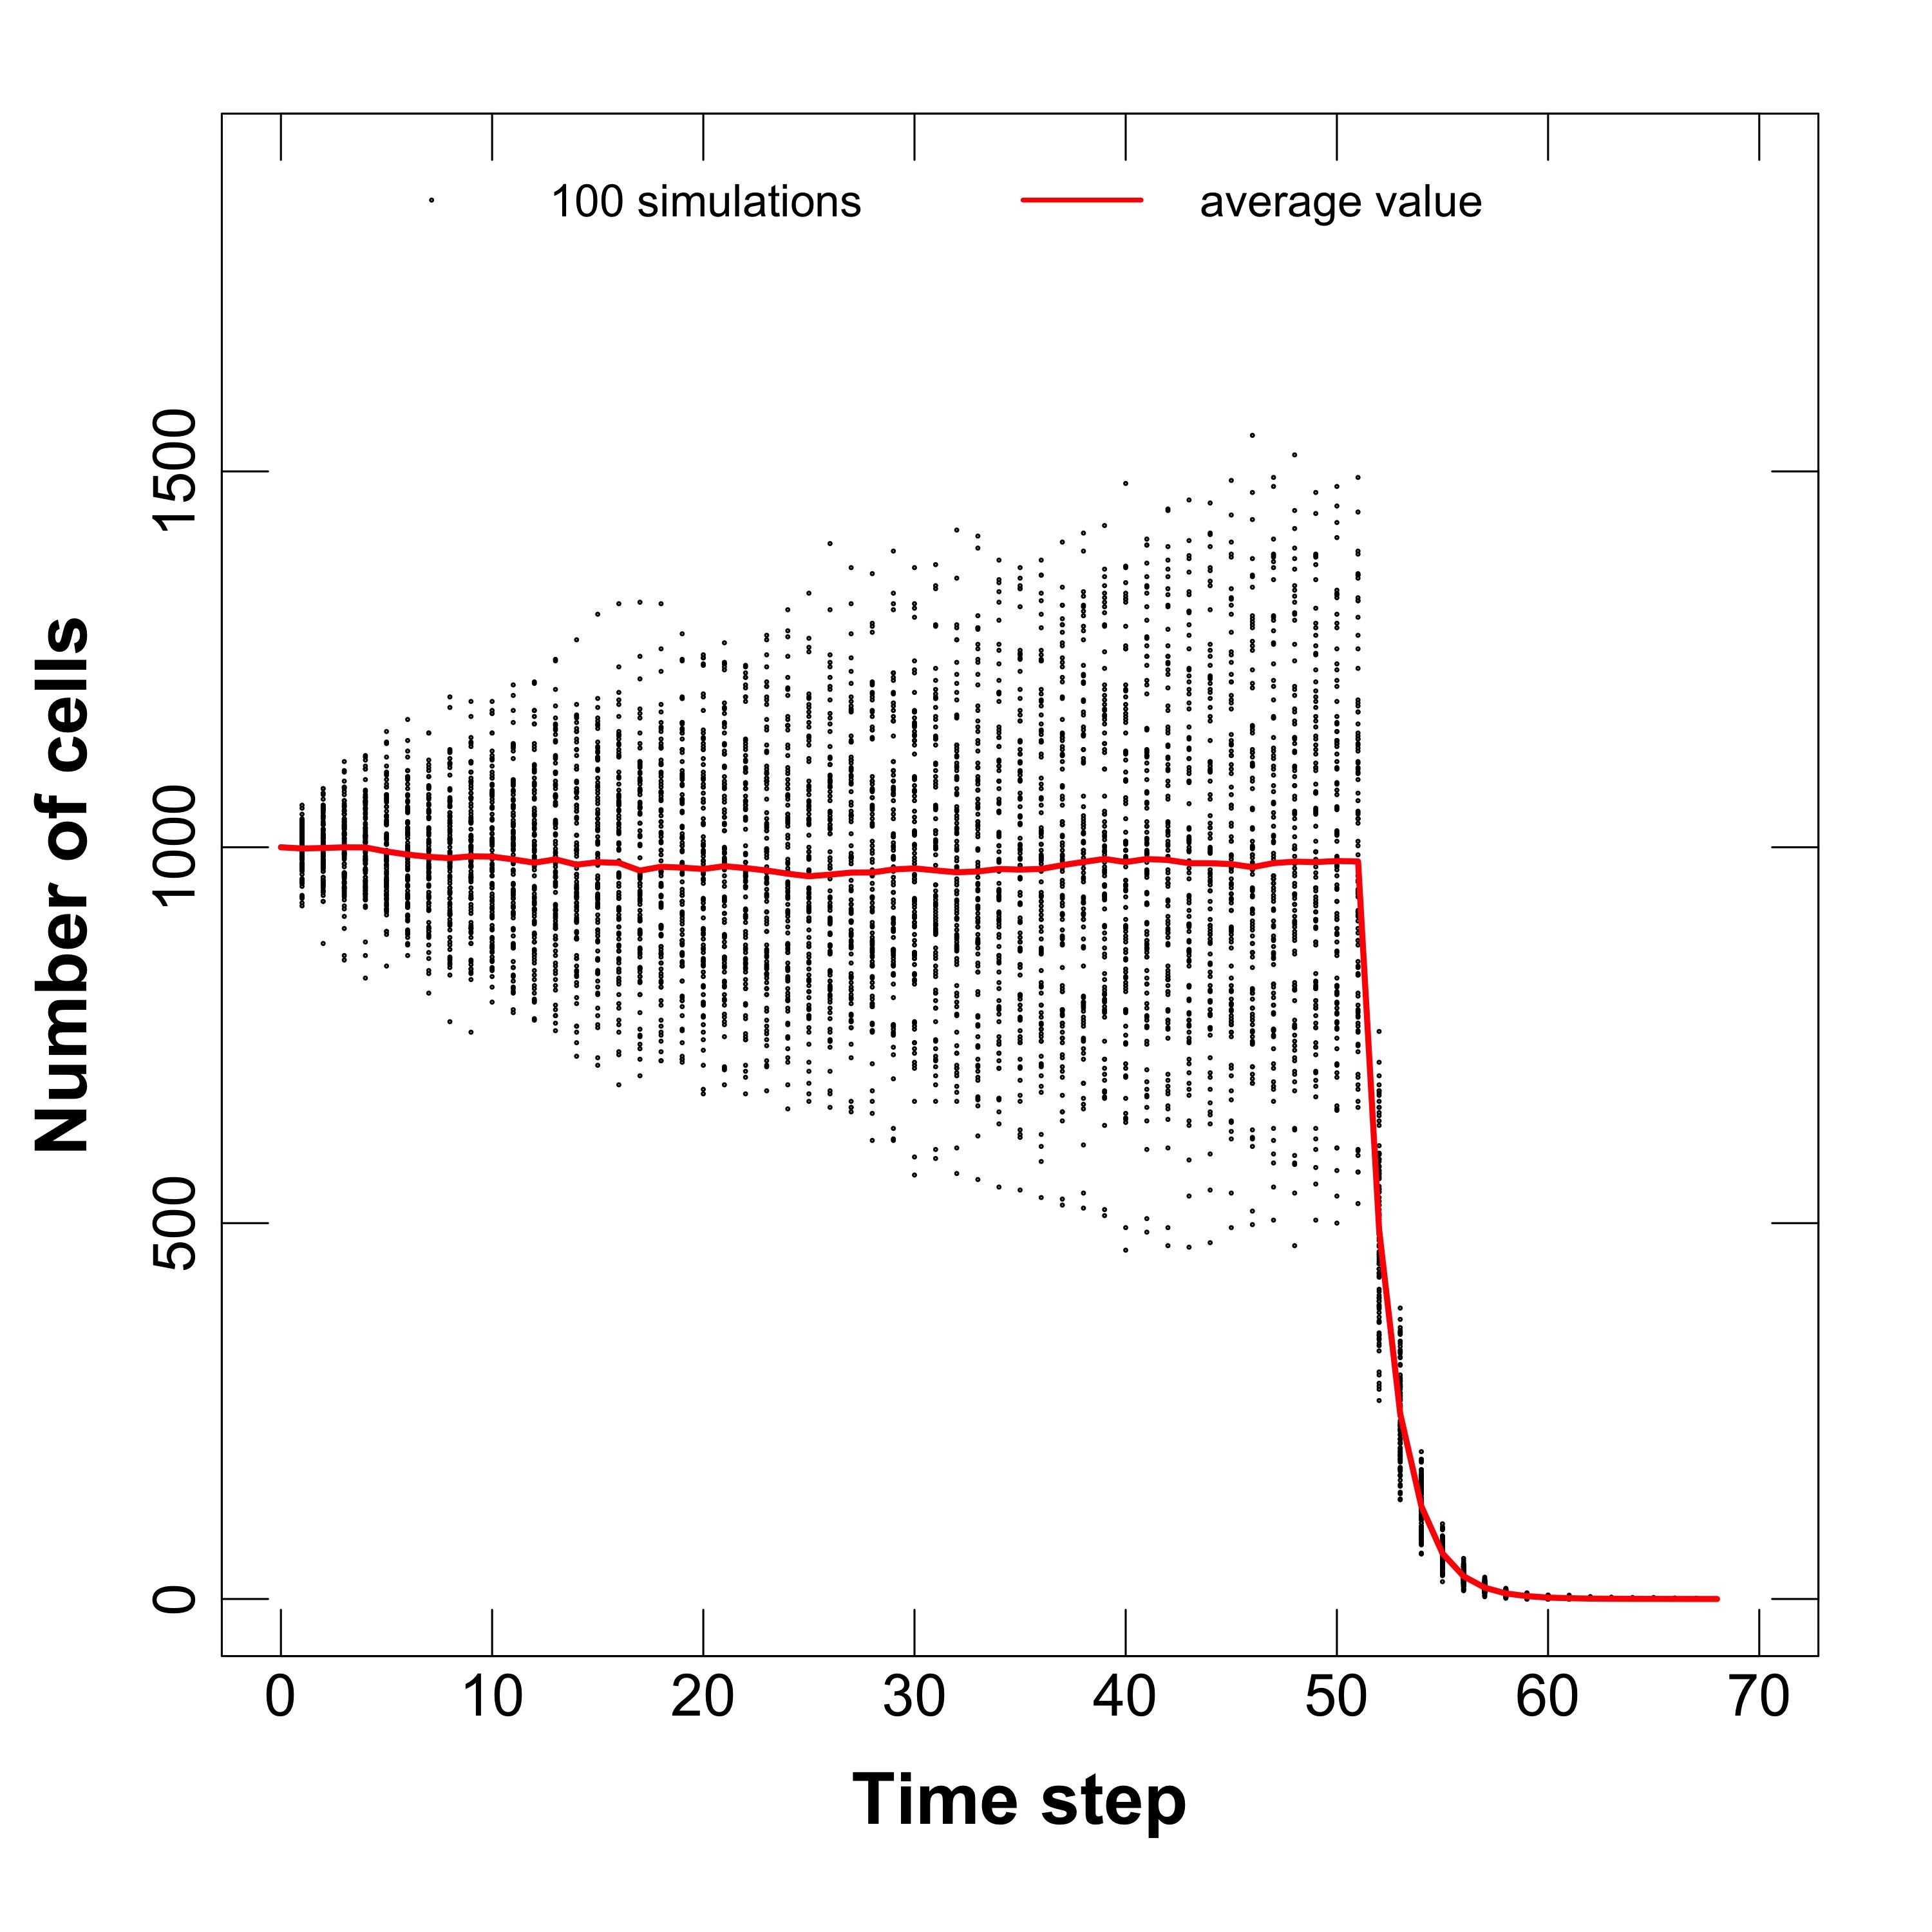 100 simulations average value
Number of cells
1500
1000
500
0
0 10 20 30 40 50 60 70
Time step